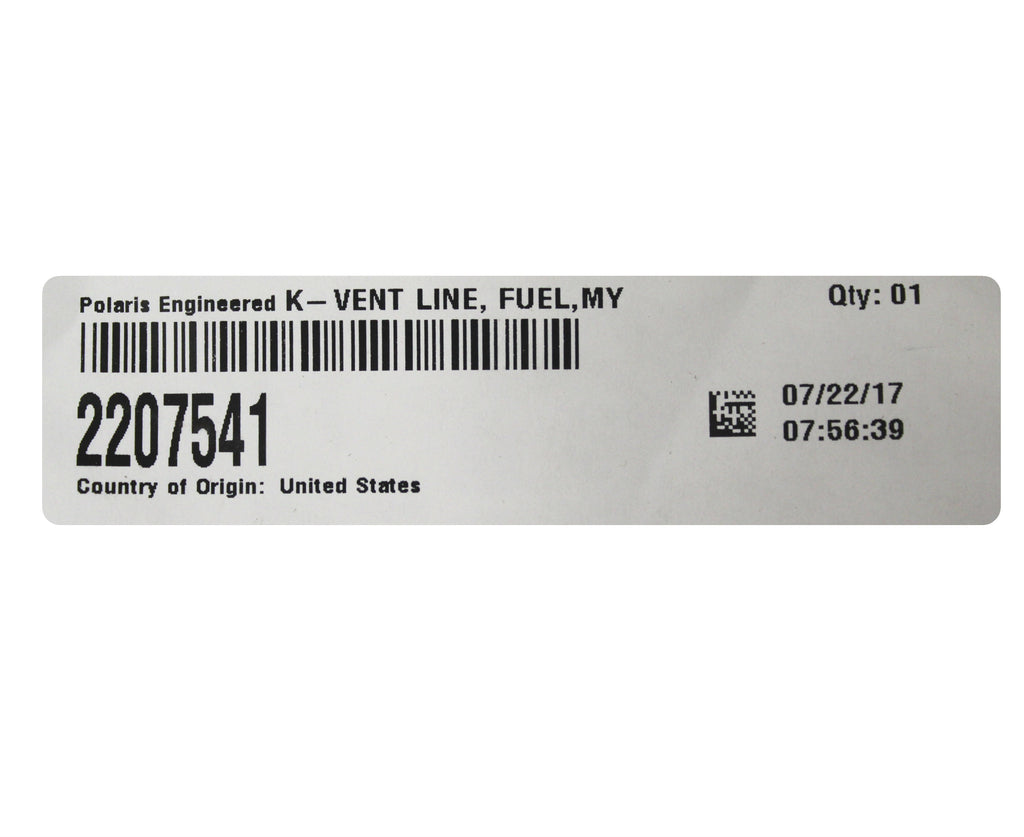 Polaris Engineered K- VENT LINE, FUEL,MY
Qty: 01
2207541
07/22/17
07:56:39
Country of Origin: United States